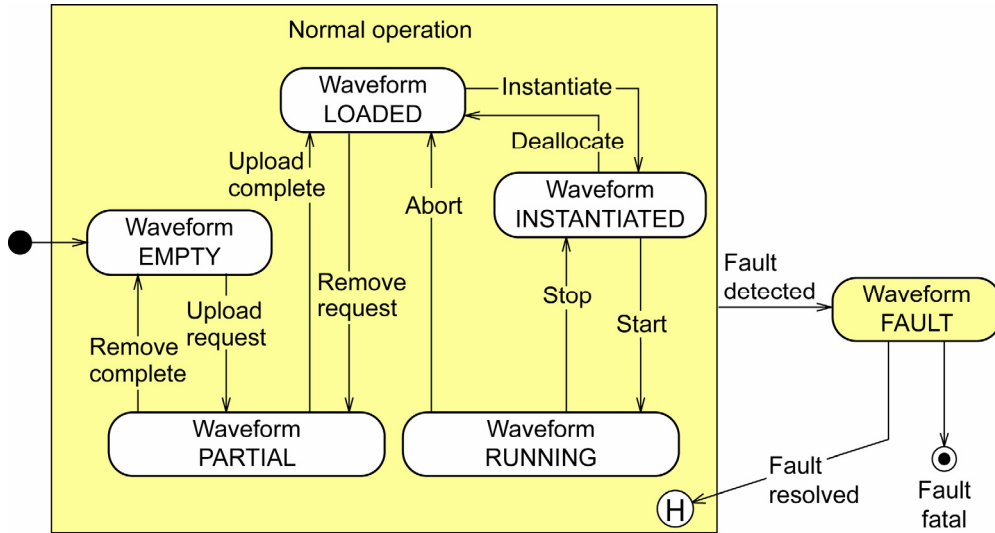 Normal operation
Waveform
LOADED
Instantiate
Deallocate
Upload
complete
Abort
Waveform
INSTANTIATED
Waveform
EMPTY
Remove
request
Stop
Start
Upload
request
Remove
complete
Fault
detected
Waveform
FAULT
Waveform
PARTIAL
Waveform
RUNNING
H
Fault
resolved
Fault
fatal